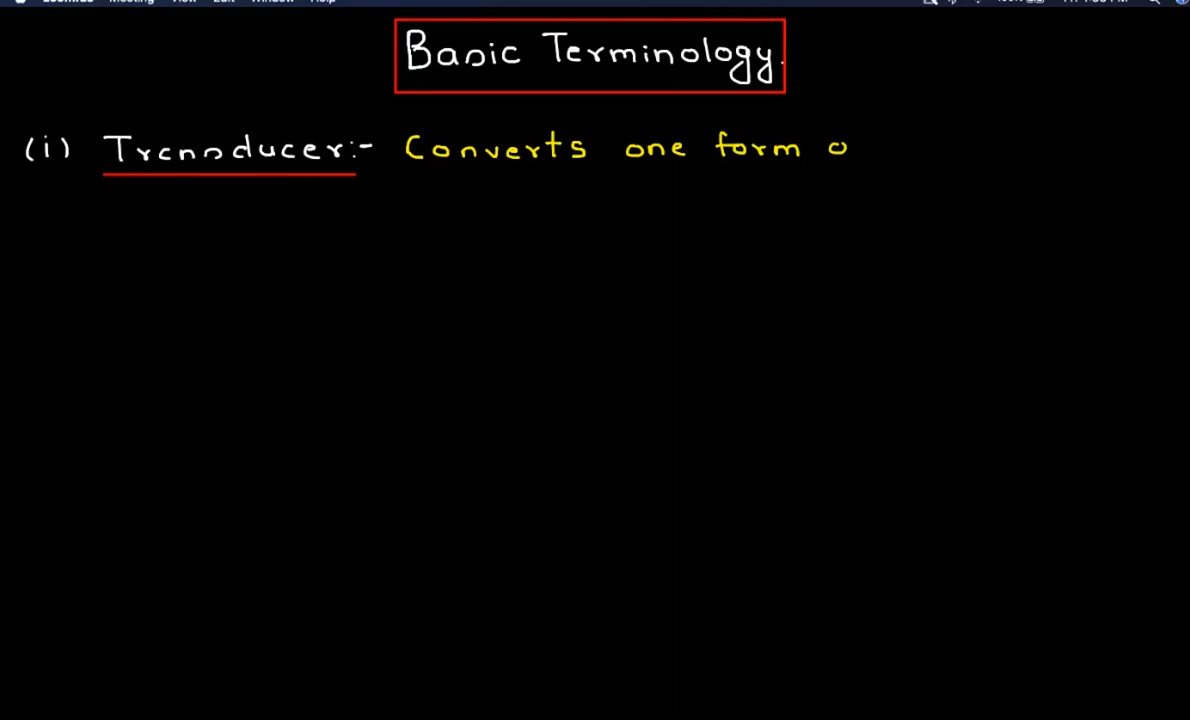 Basic Terminology.
(i) Transducer:- Converts one form o